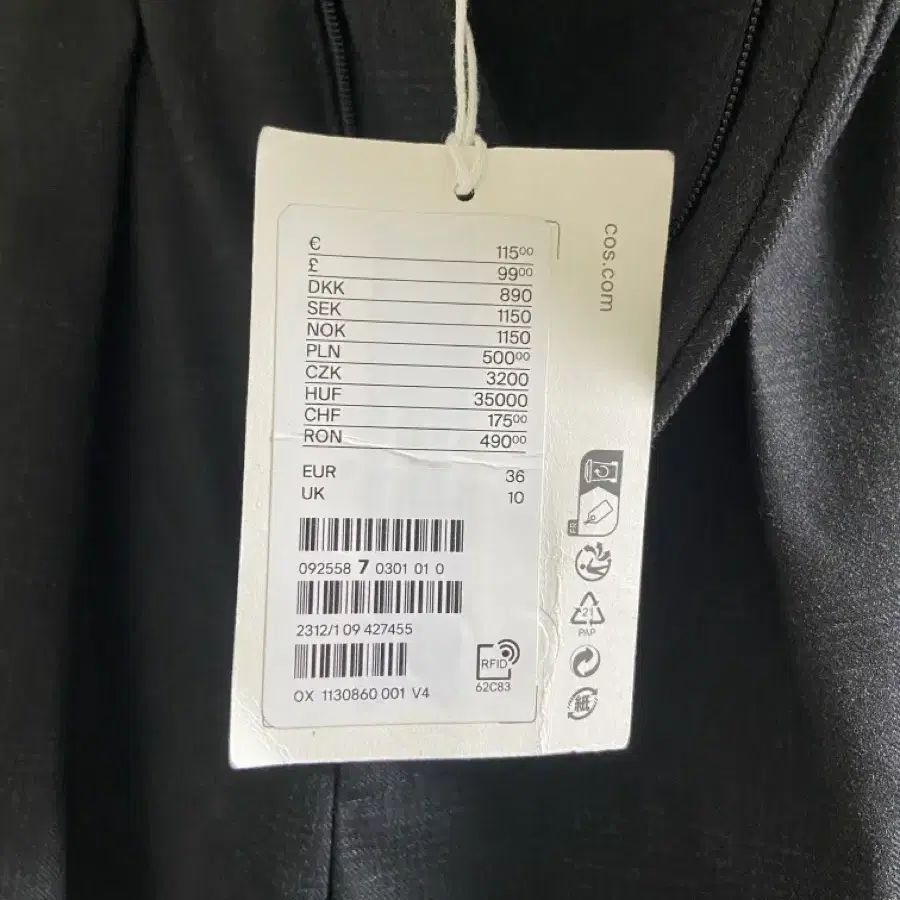 € 115⁰⁰
£ 99⁰⁰
DKK 890
SEK 1150
NOK 1150
PLN 500⁰⁰
CZK 3200
HUF 35000
CHF 175⁰⁰
RON 490⁰⁰
EUR 36
UK 10
092558 7 0301 01 0
2312/1 09 427455
OX 1130860 001 V4
RFID
62C83
cos.com
FR
21
PAP
紙